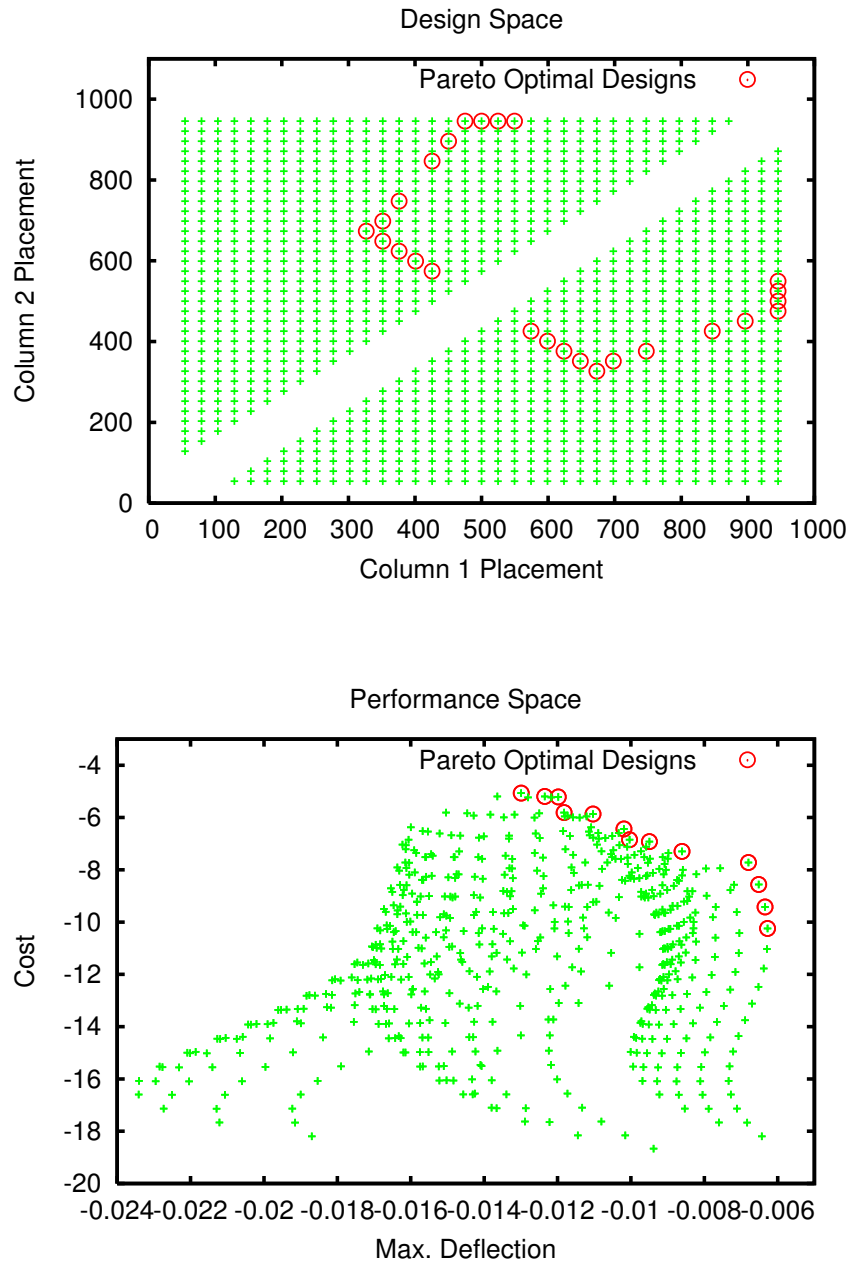 Design Space
Pareto Optimal Designs
1000
800
600
400
200
0
Column 2 Placement
0 100 200 300 400 500 600 700 800 900 1000
Column 1 Placement
Performance Space
Pareto Optimal Designs
-4
-6
-8
-10
-12
-14
-16
-18
-20
Cost
-0.024 -0.022 -0.02 -0.018 -0.016 -0.014 -0.012 -0.01 -0.008 -0.006
Max. Deflection